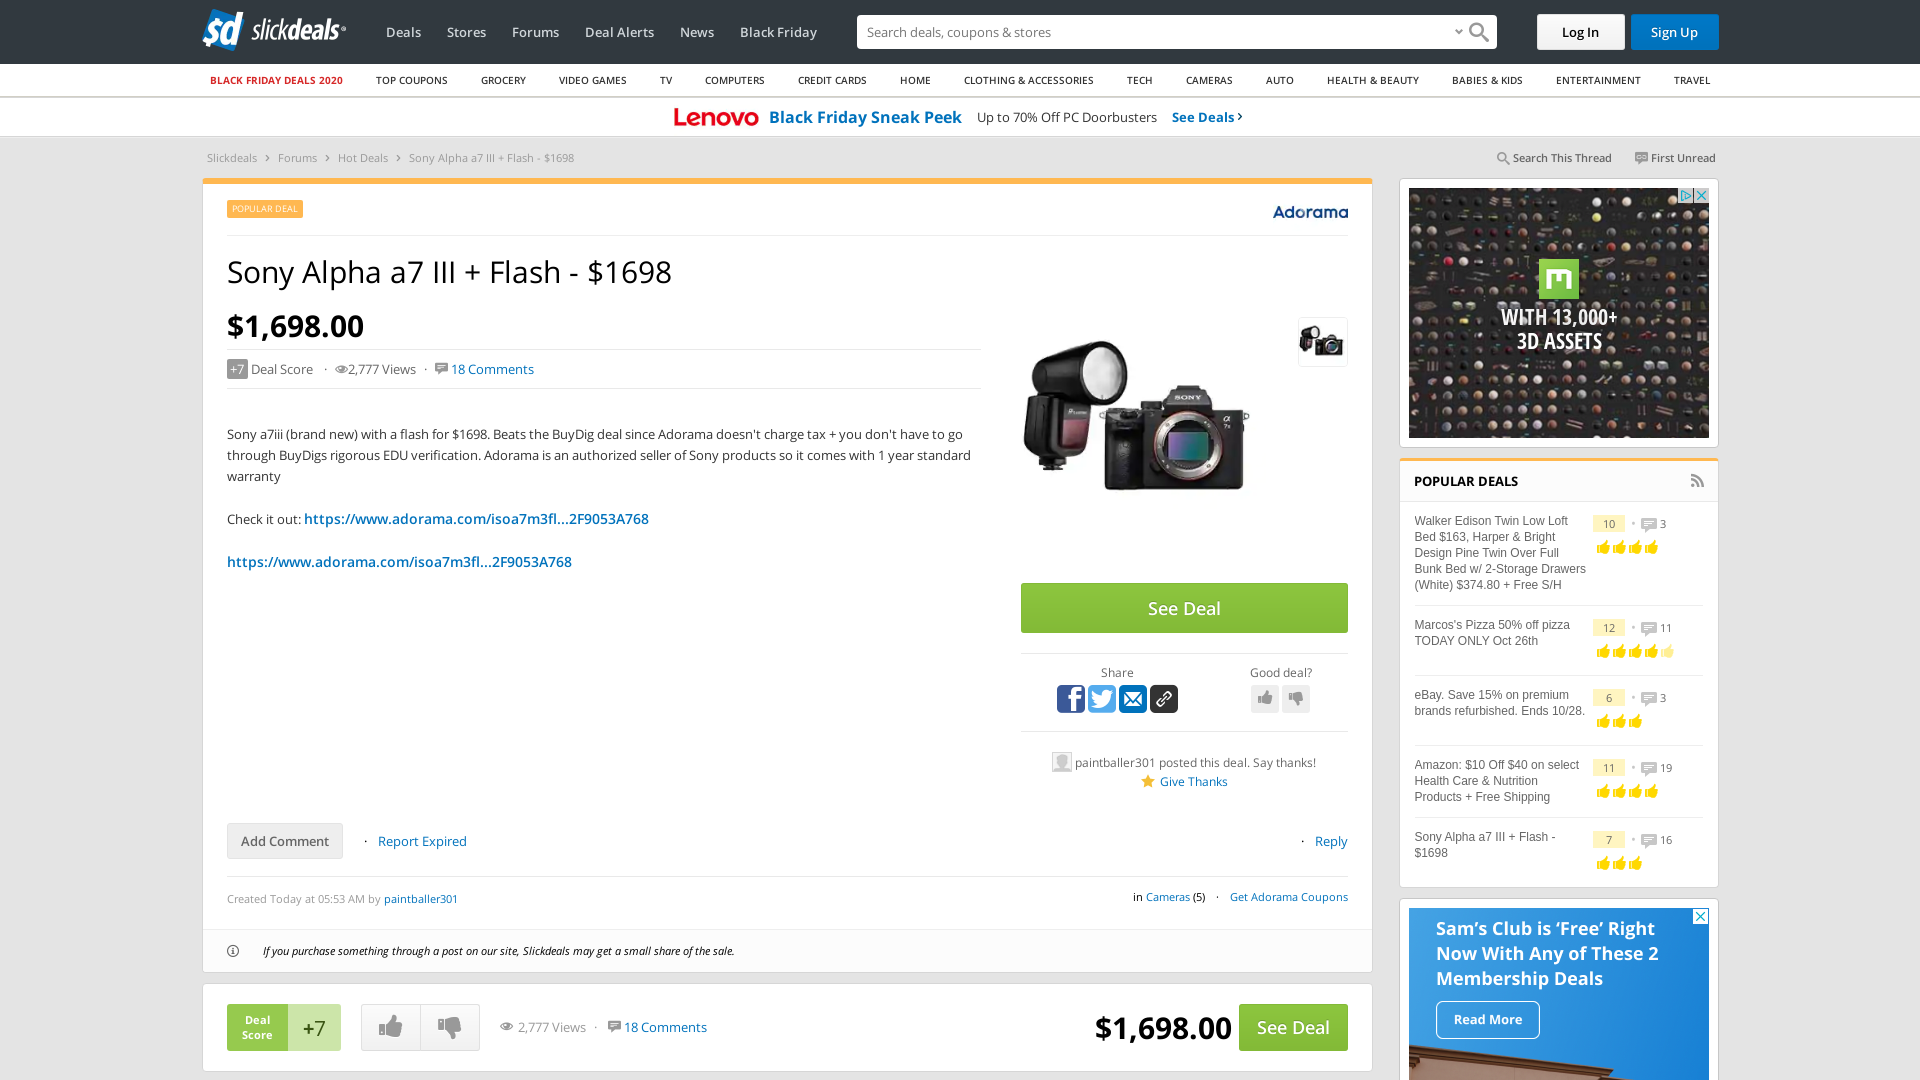 slickdeals
Deals
Stores
Forums
Deal Alerts
News
Black Friday
Search deals, coupons & stores
Log In
Sign Up
BLACK FRIDAY DEALS 2020
TOP COUPONS
GROCERY
VIDEO GAMES
TV
COMPUTERS
CREDIT CARDS
HOME
CLOTHING & ACCESSORIES
TECH
CAMERAS
AUTO
HEALTH & BEAUTY
BABIES & KIDS
ENTERTAINMENT
TRAVEL
Lenovo Black Friday Sneak Peek Up to 70% Off PC Doorbusters See Deals ›
Slickdeals › Forums › Hot Deals › Sony Alpha a7 III + Flash - $1698
Search This Thread
First Unread
POPULAR DEAL
Adorama
Sony Alpha a7 III + Flash - $1698
$1,698.00
+7 Deal Score · 2,777 Views · 18 Comments
Sony a7iii (brand new) with a flash for $1698. Beats the BuyDig deal since Adorama doesn't charge tax + you don't have to go
through BuyDigs rigorous EDU verification. Adorama is an authorized seller of Sony products so it comes with 1 year standard
warranty
Check it out: https://www.adorama.com/isoa7m3fl...2F9053A768
https://www.adorama.com/isoa7m3fl...2F9053A768
SONY
See Deal
Share
Good deal?
paintballer301 posted this deal. Say thanks!
Give Thanks
Add Comment
· Report Expired
· Reply
Created Today at 05:53 AM by paintballer301
in Cameras (5) · Get Adorama Coupons
If you purchase something through a post on our site, Slickdeals may get a small share of the sale.
Deal
Score
+7
2,777 Views · 18 Comments
$1,698.00
See Deal
WITH 13,000+
3D ASSETS
POPULAR DEALS
Walker Edison Twin Low Loft
Bed $163, Harper & Bright
Design Pine Twin Over Full
Bunk Bed w/ 2-Storage Drawers
(White) $374.80 + Free S/H
10 • 3
Marcos's Pizza 50% off pizza
TODAY ONLY Oct 26th
12 • 11
eBay. Save 15% on premium
brands refurbished. Ends 10/28.
6 • 3
Amazon: $10 Off $40 on select
Health Care & Nutrition
Products + Free Shipping
11 • 19
Sony Alpha a7 III + Flash -
$1698
7 • 16
Sam's Club is ‘Free’ Right
Now With Any of These 2
Membership Deals
Read More